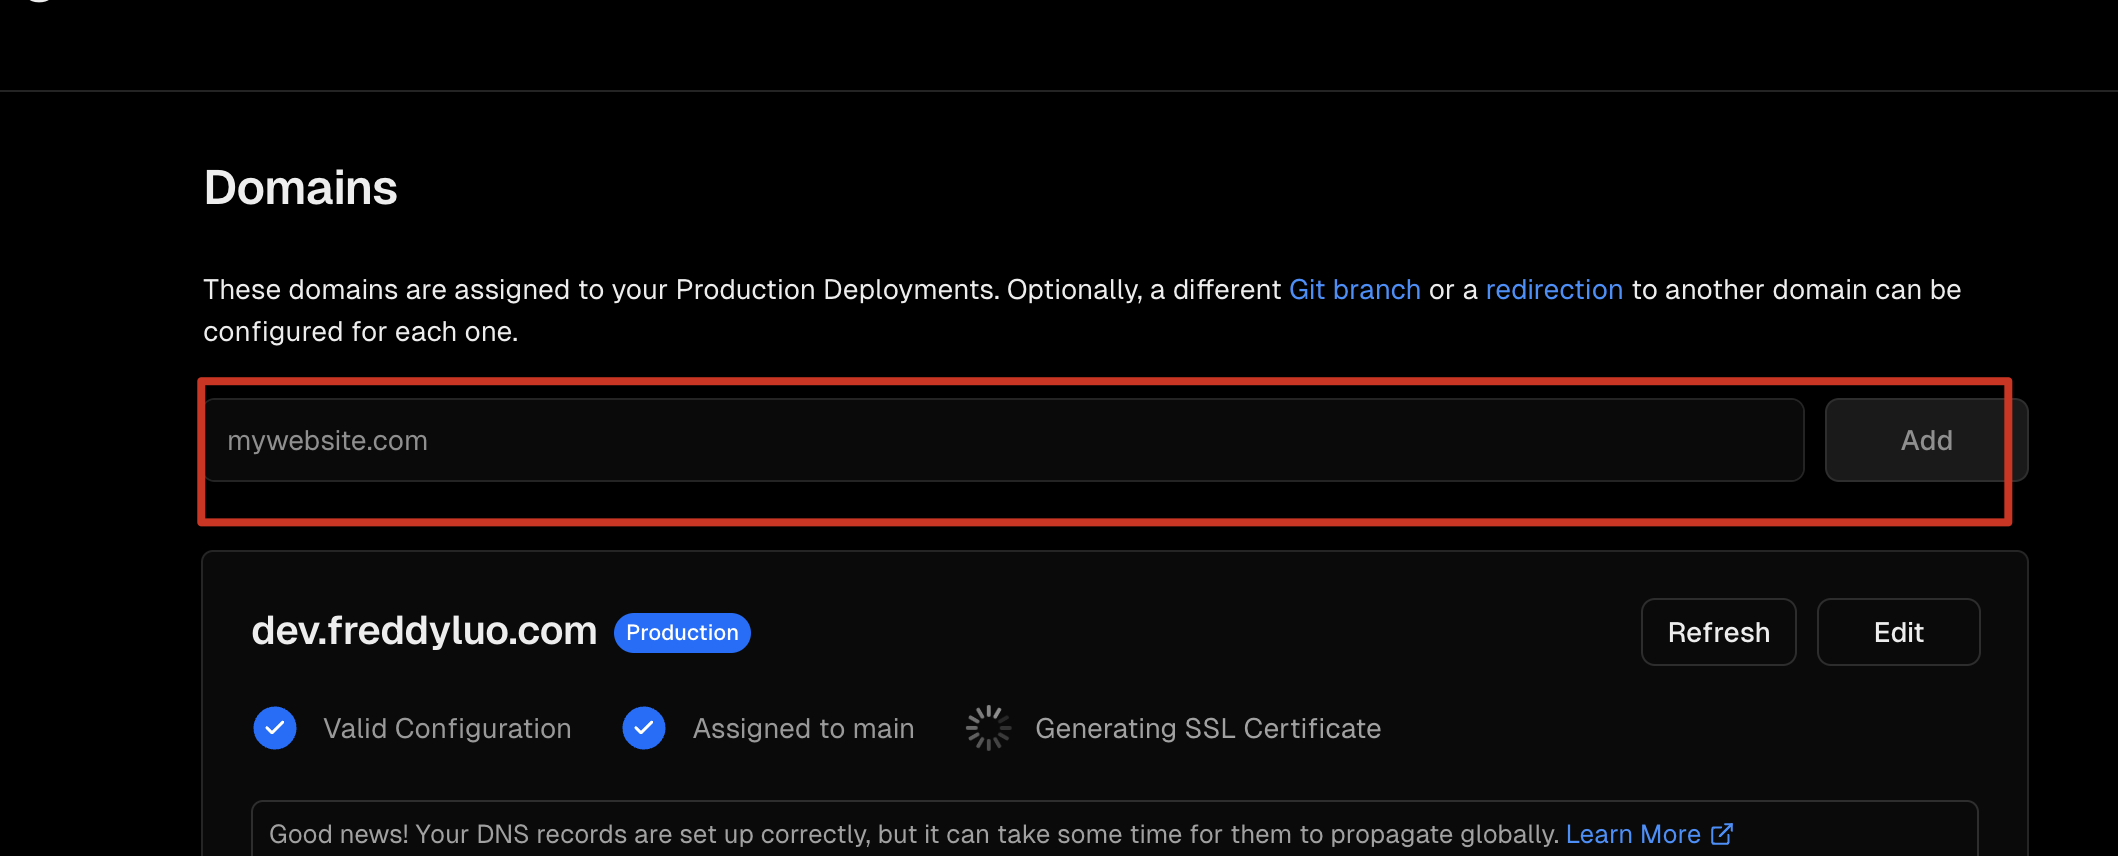 Domains
These domains are assigned to your Production Deployments. Optionally, a different Git branch or a redirection to another domain can be
configured for each one.
mywebsite.com
Add
dev.freddyluo.com
Production
Refresh
Edit
Valid Configuration
Assigned to main
Generating SSL Certificate
Good news! Your DNS records are set up correctly, but it can take some time for them to propagate globally. Learn More